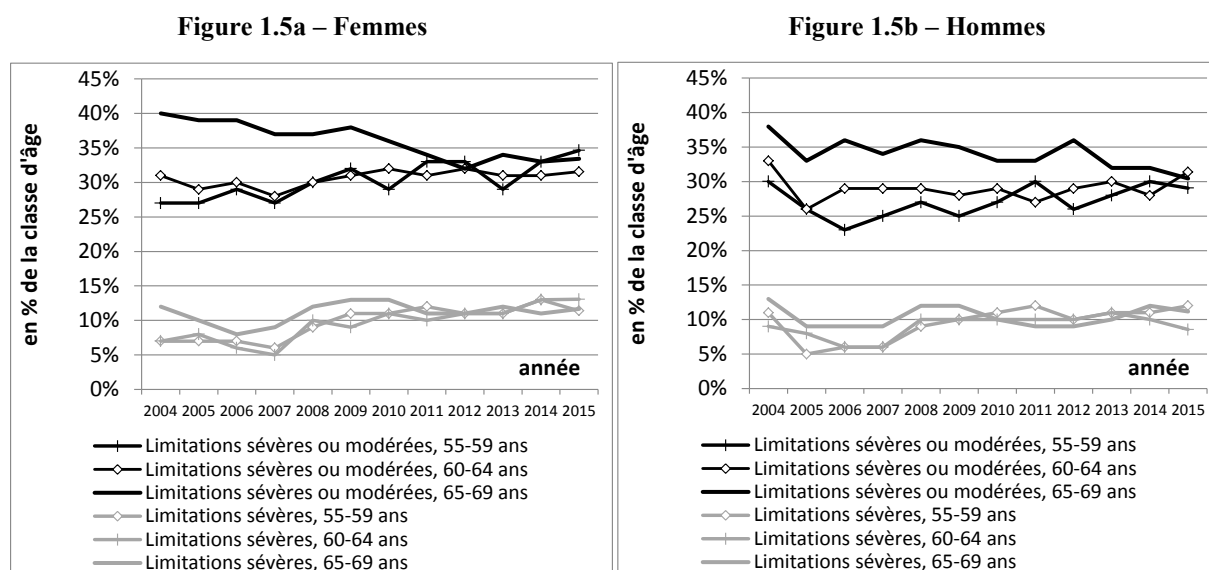 Figure 1.5a – Femmes
en % de la classe d'âge
45%
40%
35%
30%
25%
20%
15%
10%
5%
0%
année
2004 2005 2006 2007 2008 2009 2010 2011 2012 2013 2014 2015
Limitations sévères ou modérées, 55-59 ans
Limitations sévères ou modérées, 60-64 ans
Limitations sévères ou modérées, 65-69 ans
Limitations sévères, 55-59 ans
Limitations sévères, 60-64 ans
Limitations sévères, 65-69 ans
Figure 1.5b – Hommes
en % de la classe d'âge
45%
40%
35%
30%
25%
20%
15%
10%
5%
0%
année
2004 2005 2006 2007 2008 2009 2010 2011 2012 2013 2014 2015
Limitations sévères ou modérées, 55-59 ans
Limitations sévères ou modérées, 60-64 ans
Limitations sévères ou modérées, 65-69 ans
Limitations sévères, 55-59 ans
Limitations sévères, 60-64 ans
Limitations sévères, 65-69 ans